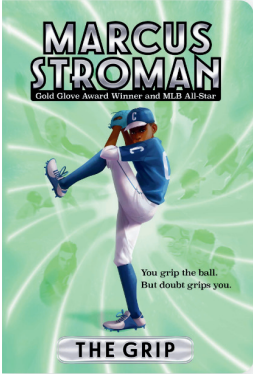 MARCUS
STROMAN
Gold Glove Award Winner and MLB All-Star
C
C
You grip the ball.
But doubt grips you.
THE GRIP